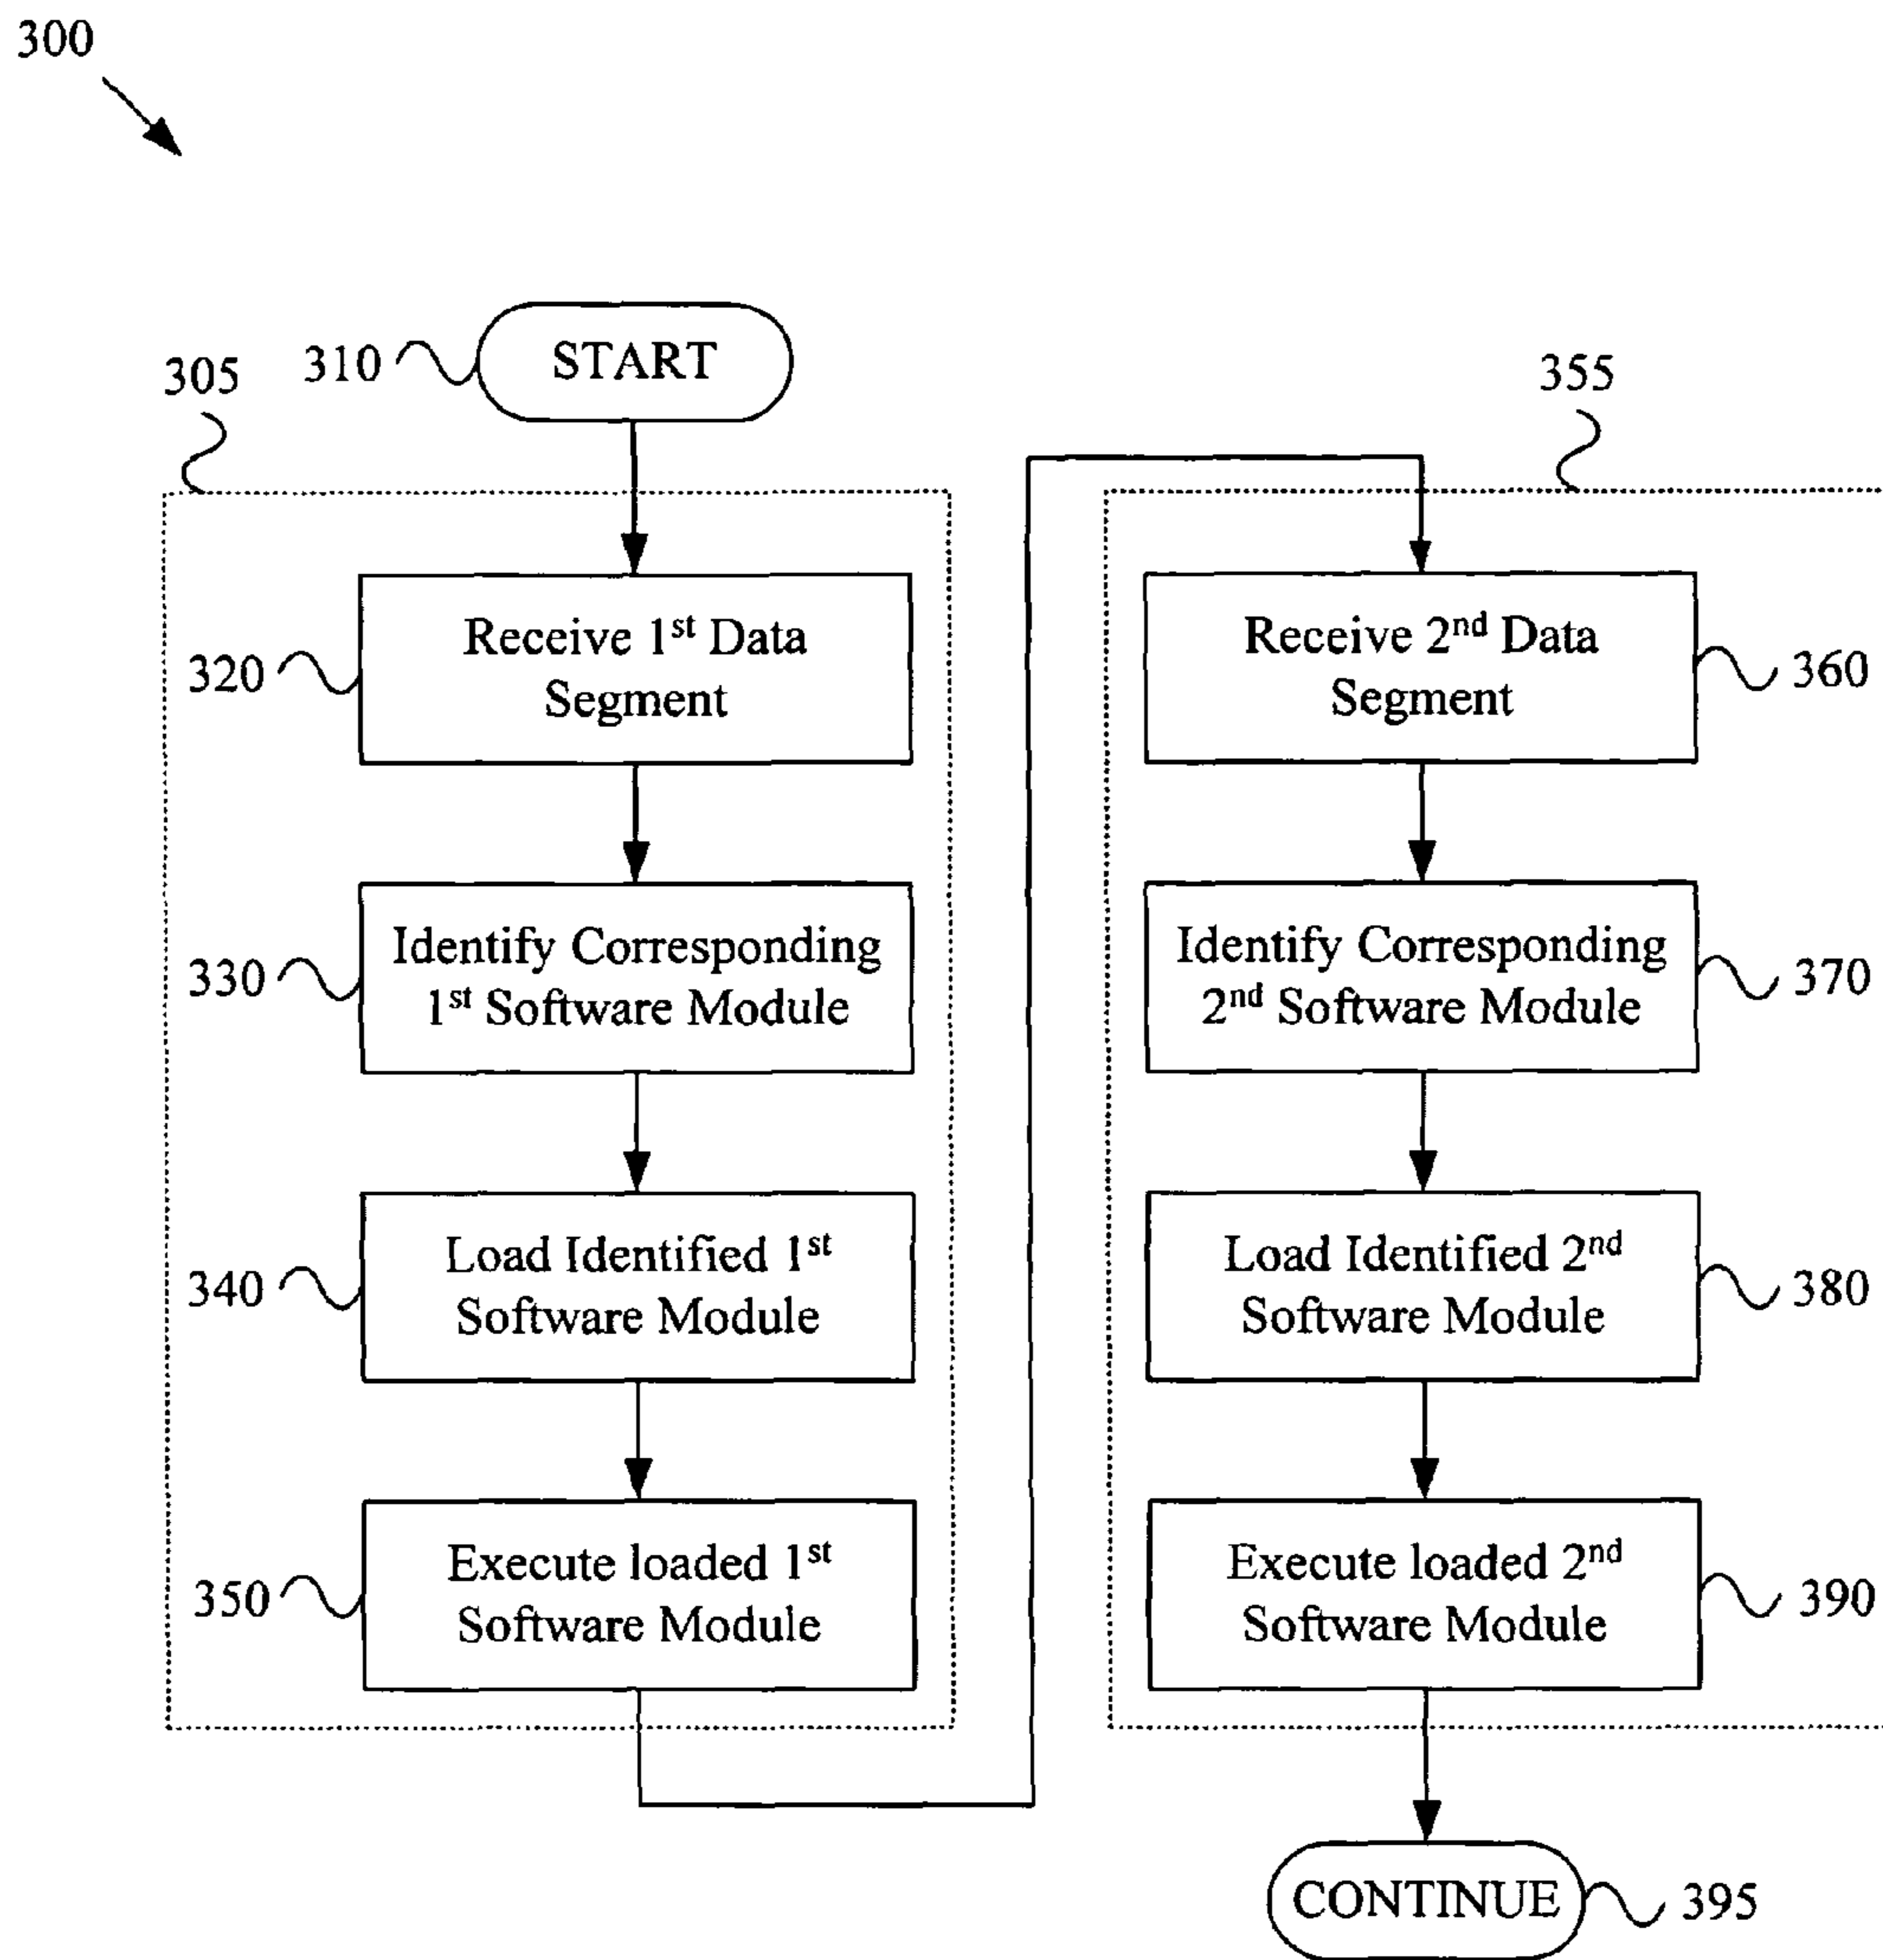 300
310
START
305
355
320
Receive 1st Data
Segment
330
Identify Corresponding
1st Software Module
340
Load Identified 1st
Software Module
350
Execute loaded 1st
Software Module
Receive 2nd Data
Segment
360
Identify Corresponding
2nd Software Module
370
Load Identified 2nd
Software Module
380
Execute loaded 2nd
Software Module
390
CONTINUE
395